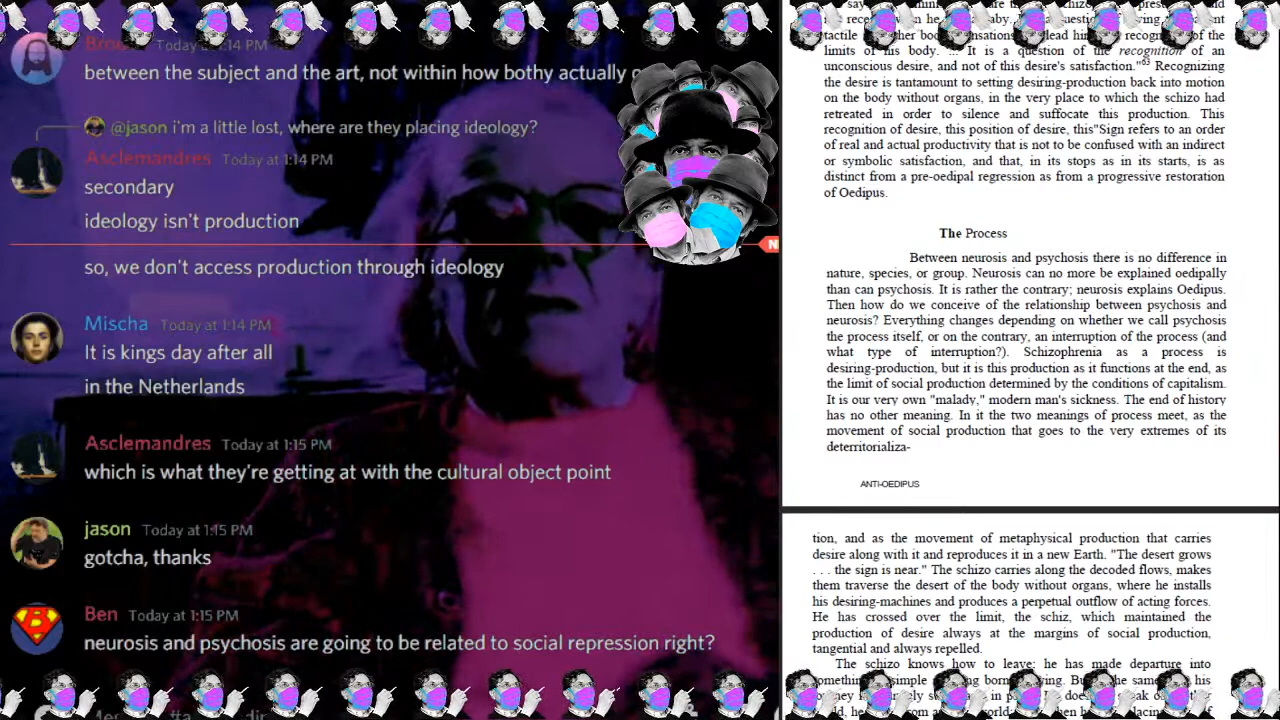 Today at 1:14 PM
between the subject and the art, not within how bothy actually
@jason i'm a little lost, where are they placing ideology?
Asclemandres Today at 1:14 PM
secondary
ideology isn't production
N
so, we don't access production through ideology
Mischa Today at 1:14 PM
It is kings day after all
in the Netherlands
Asclemandres Today at 1:15 PM
which is what they're getting at with the cultural object point
jason Today at 1:15 PM
gotcha, thanks
Ben Today at 1:15 PM
neurosis and psychosis are going to be related to social repression right?
tactile
limits of his body. ... It is a question of the recognition of an
unconscious desire, and not of this desire's satisfaction."63 Recognizing
the desire is tantamount to setting desiring-production back into motion
on the body without organs, in the very place to which the schizo had
retreated in order to silence and suffocate this production. This
recognition of desire, this position of desire, this"Sign refers to an order
of real and actual productivity that is not to be confused with an indirect
or symbolic satisfaction, and that, in its stops as in its starts, is as
distinct from a pre-oedipal regression as from a progressive restoration
of Oedipus.
The Process
Between neurosis and psychosis there is no difference in
nature, species, or group. Neurosis can no more be explained oedipally
than can psychosis. It is rather the contrary; neurosis explains Oedipus.
Then how do we conceive of the relationship between psychosis and
neurosis? Everything changes depending on whether we call psychosis
the process itself, or on the contrary, an interruption of the process (and
what type of interruption?). Schizophrenia as a process is
desiring-production, but it is this production as it functions at the end, as
the limit of social production determined by the conditions of capitalism.
It is our very own "malady," modern man's sickness. The end of history
has no other meaning. In it the two meanings of process meet, as the
movement of social production that goes to the very extremes of its
deterritorializa-
ANTI-OEDIPUS
tion, and as the movement of metaphysical production that carries
desire along with it and reproduces it in a new Earth. "The desert grows
. . . the sign is near." The schizo carries along the decoded flows, makes
them traverse the desert of the body without organs, where he installs
his desiring-machines and produces a perpetual outflow of acting forces.
He has crossed over the limit, the schiz, which maintained the
production of desire always at the margins of social production,
tangential and always repelled.
The schizo knows how to leave: he has made departure into
simple